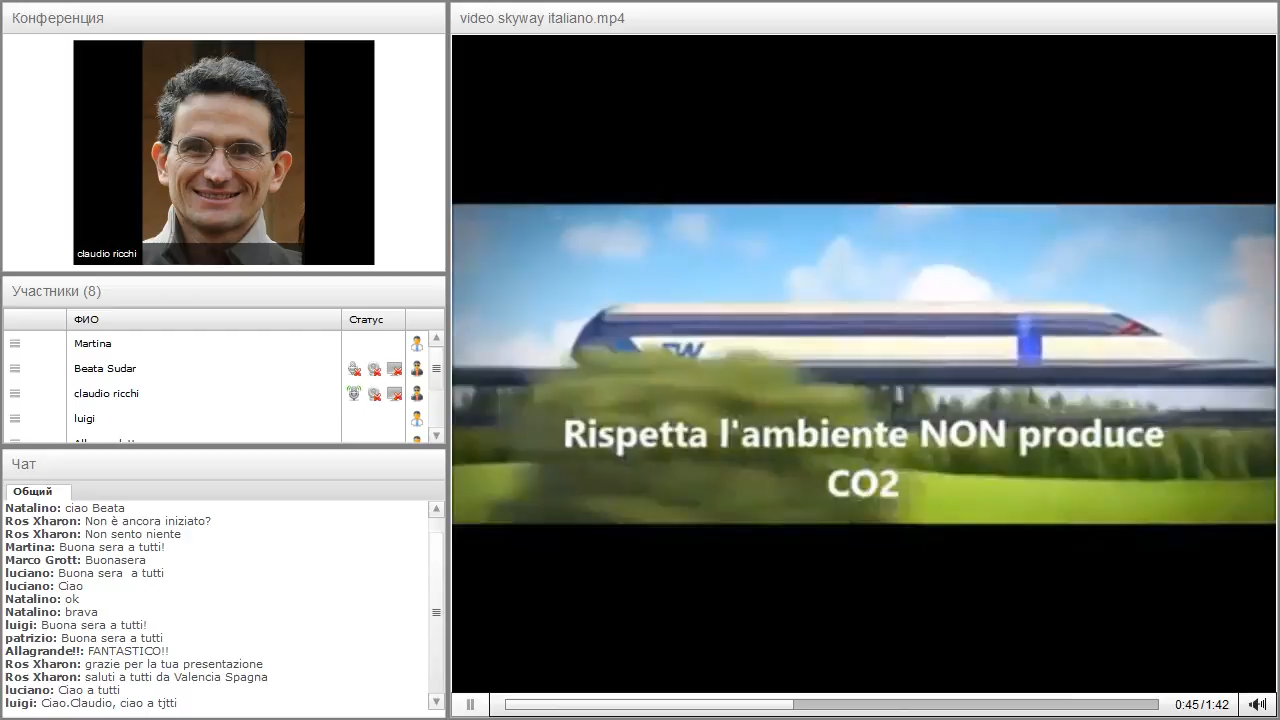 Конференция
claudio ricchi
Участники (8)
ФИО Статус
Martina
Beata Sudar
claudio ricchi
luigi
Чат
Общий
Natalino: ciao Beata
Ros Xharon: Non è ancora iniziato?
Ros Xharon: Non sento niente
Martina: Buona sera a tutti!
Marco Grott: Buonasera
luciano: Buona sera a tutti
luciano: Ciao
Natalino: ok
Natalino: brava
luigi: Buona sera a tutti!
patrizio: Buona sera a tutti
Allagrande!!: FANTASTICO!!
Ros Xharon: grazie per la tua presentazione
Ros Xharon: saluti a tutti da Valencia Spagna
luciano: Ciao a tutti
luigi: Ciao.Claudio, ciao a tjtti
video skyway italiano.mp4
Rispetta l'ambiente NON produce
CO2
0:45/1:42